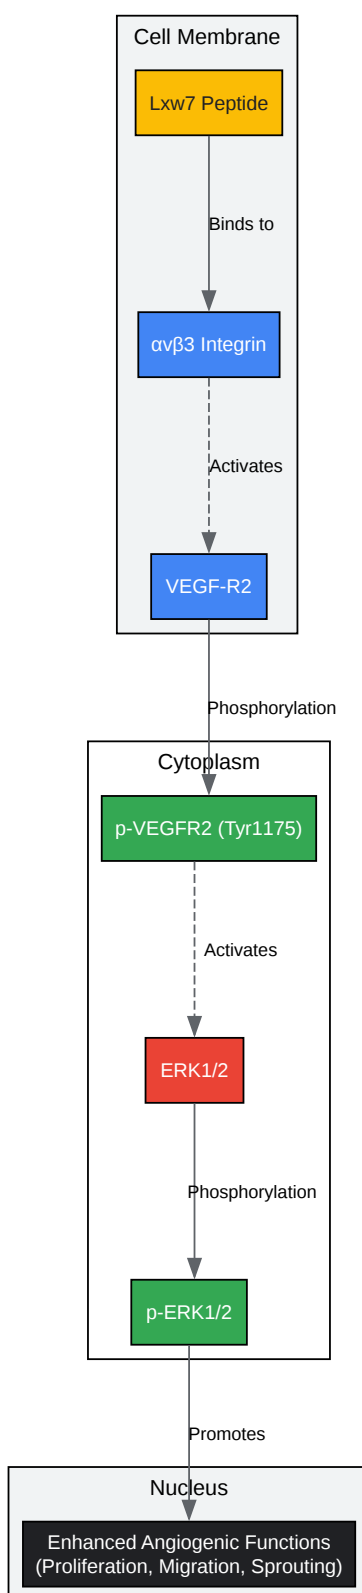 Cell Membrane
Lxw7 Peptide
Binds to
αvβ3 Integrin
Activates
VEGF-R2
Phosphorylation
Cytoplasm
p-VEGFR2 (Tyr1175)
Activates
ERK1/2
Phosphorylation
p-ERK1/2
Promotes
Nucleus
Enhanced Angiogenic Functions
(Proliferation, Migration, Sprouting)